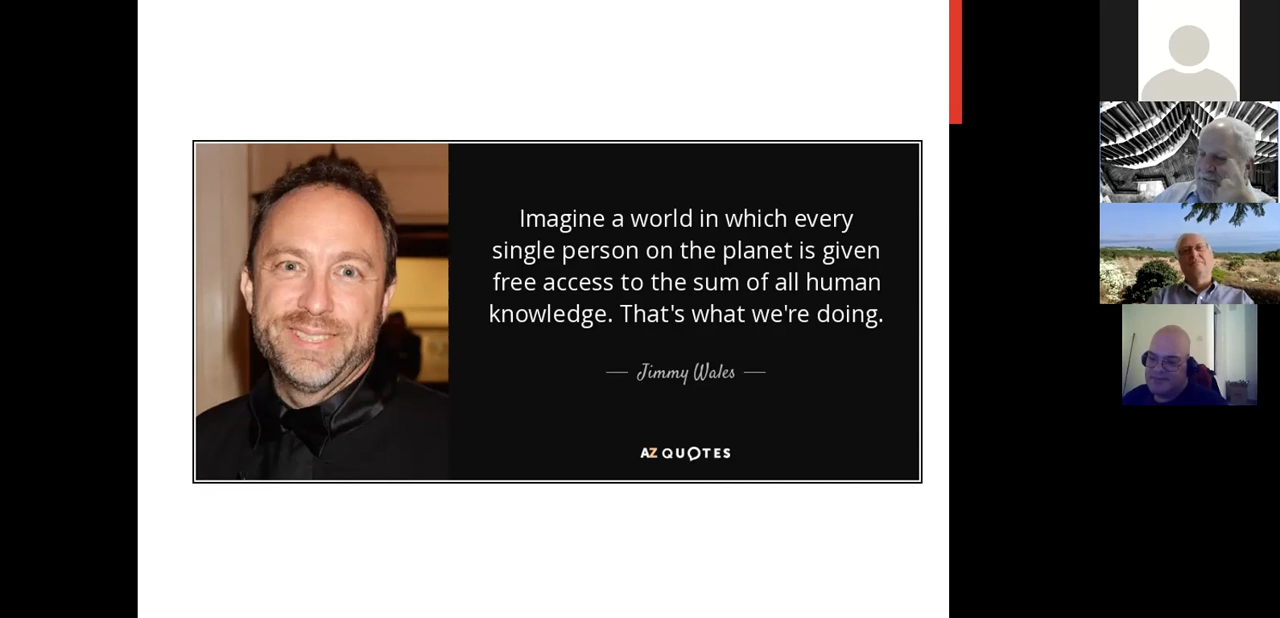 Imagine a world in which every
single person on the planet is given
free access to the sum of all human
knowledge. That's what we're doing.
Jimmy Wales
AZ QUOTES